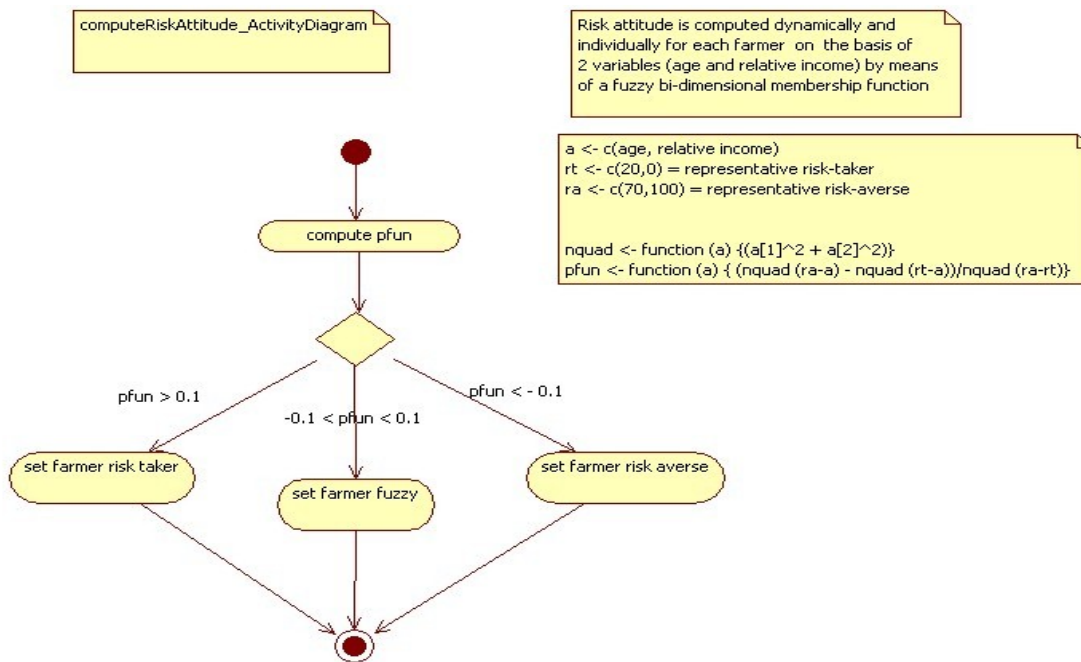 computeRiskAttitude_ActivityDiagram
Risk attitude is computed dynamically and
individually for each farmer on the basis of
2 variables (age and relative income) by means
of a fuzzy bi-dimensional membership function
a <- c(age, relative income)
rt <- c(20,0) = representative risk-taker
ra <- c(70,100) = representative risk-averse
nquad <- function (a) {(a[1]^2 + a[2]^2)}
pfun <- function (a) { (nquad (ra-a) - nquad (rt-a))/nquad (ra-rt)}
compute pfun
pfun > 0.1
-0.1 < pfun < 0.1
pfun < - 0.1
set farmer risk taker
set farmer fuzzy
set farmer risk averse